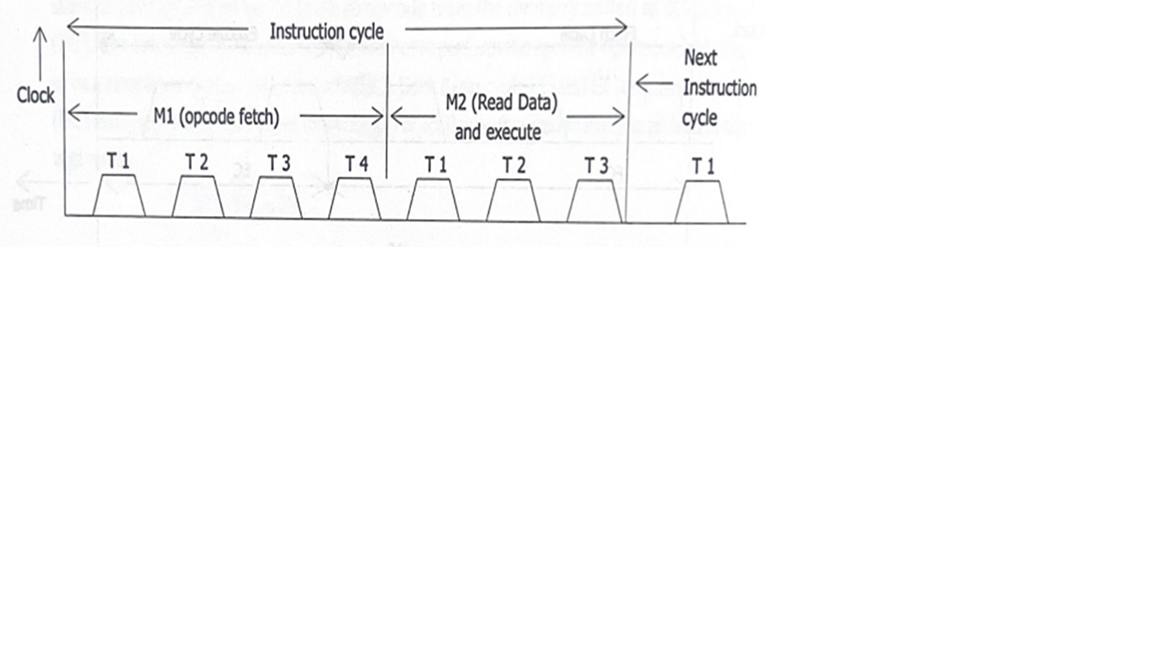 Instruction cycle
Next
Instruction
cycle
Clock
M1 (opcode fetch)
M2 (Read Data)
and execute
T 1 T 2 T 3 T 4 T 1 T 2 T 3 T 1
Time